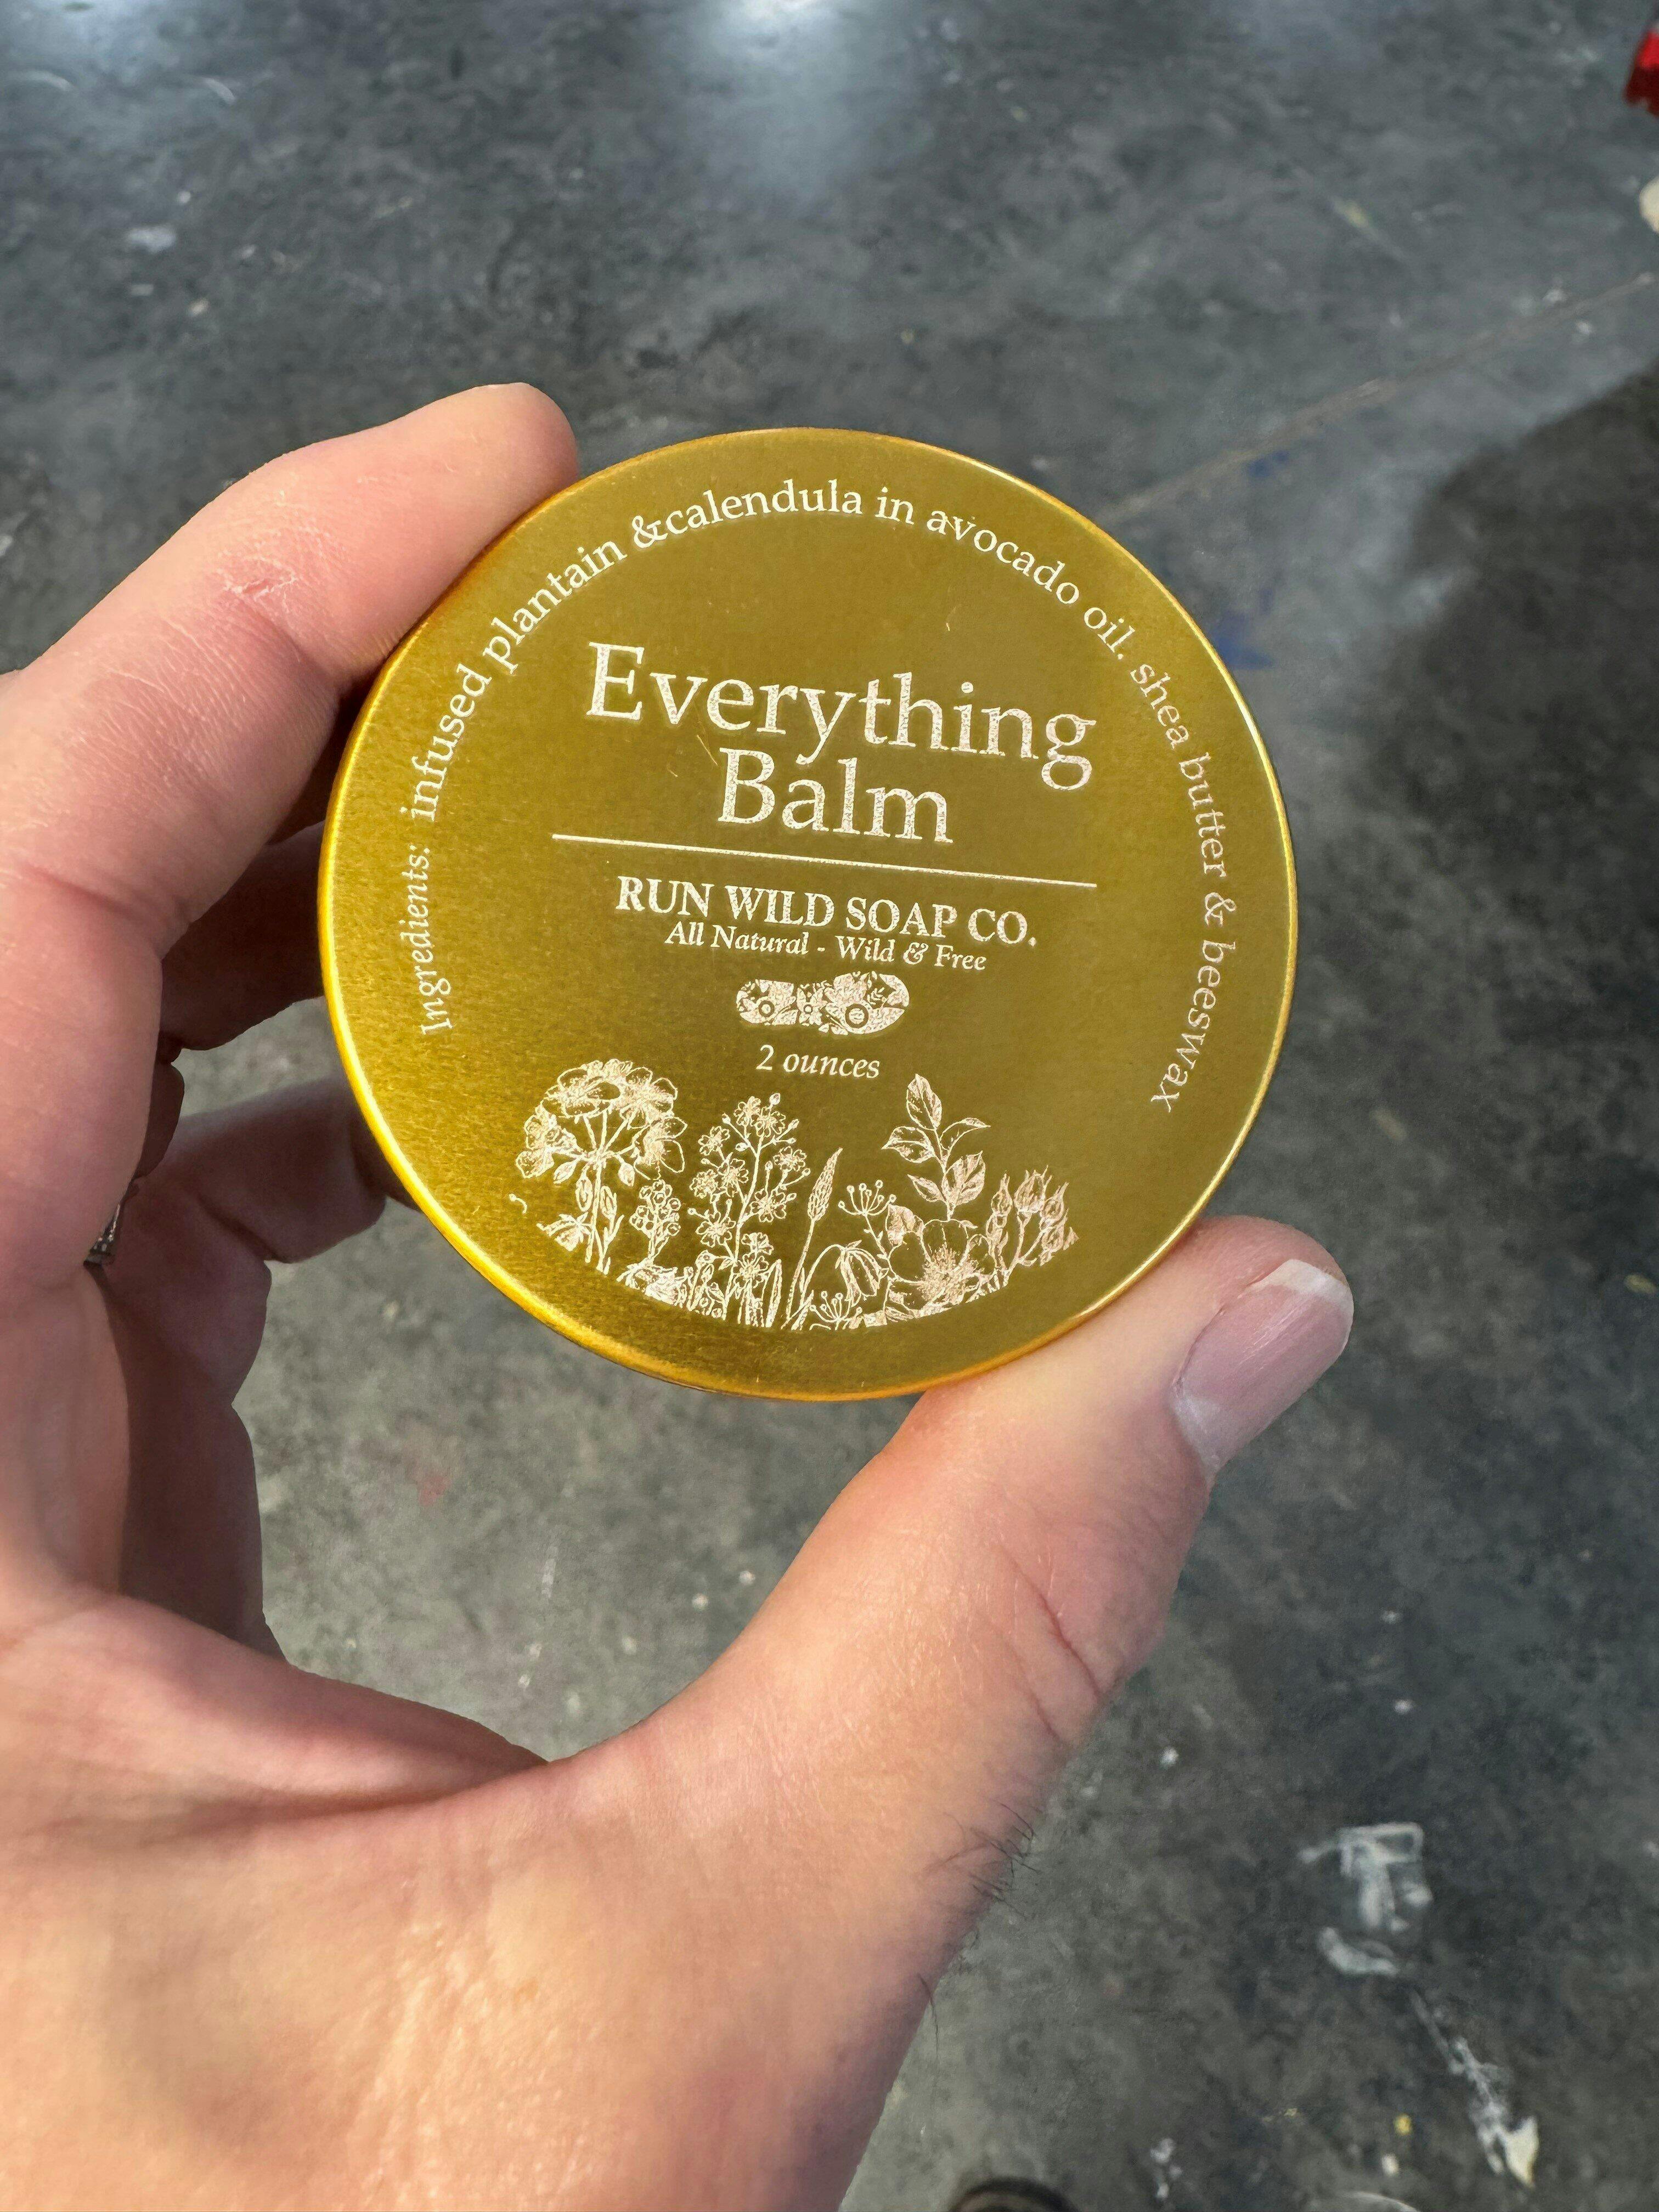 Ingredients: infused plantain &calendula in avocado oil. shea butter & beeswax
Everything
Balm
RUN WILD SOAP CO.
All Natural - Wild & Free
2 ounces